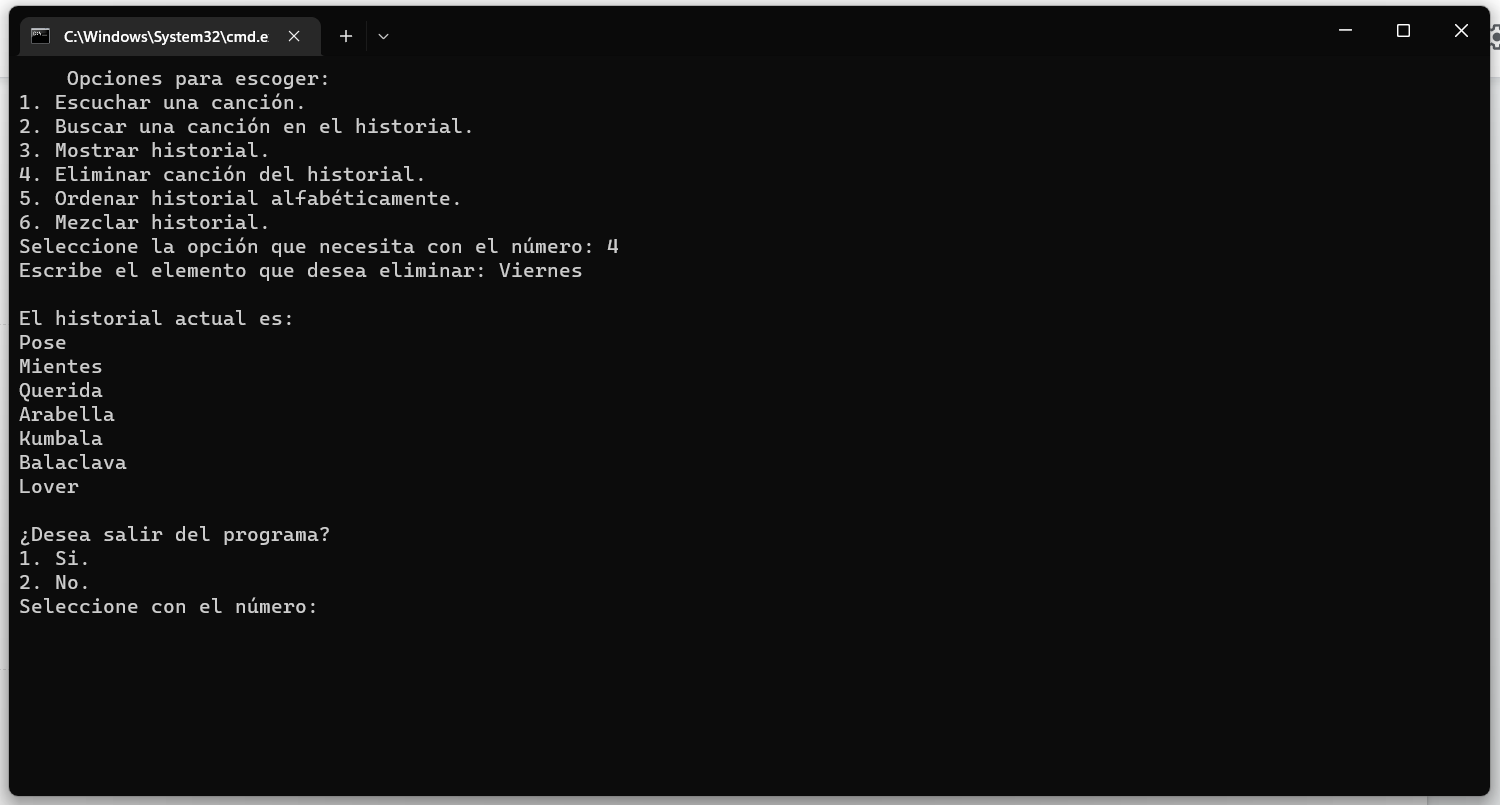 C:\Windows\System32\cmd.e
Opciones para escoger:
1. Escuchar una canción.
2. Buscar una canción en el historial.
3. Mostrar historial.
4. Eliminar canción del historial.
5. Ordenar historial alfabéticamente.
6. Mezclar historial.
Seleccione la opción que necesita con el número: 4
Escribe el elemento que desea eliminar: Viernes
El historial actual es:
Pose
Mientes
Querida
Arabella
Kumbala
Balaclava
Lover
¿Desea salir del programa?
1. Si.
2. No.
Seleccione con el número: